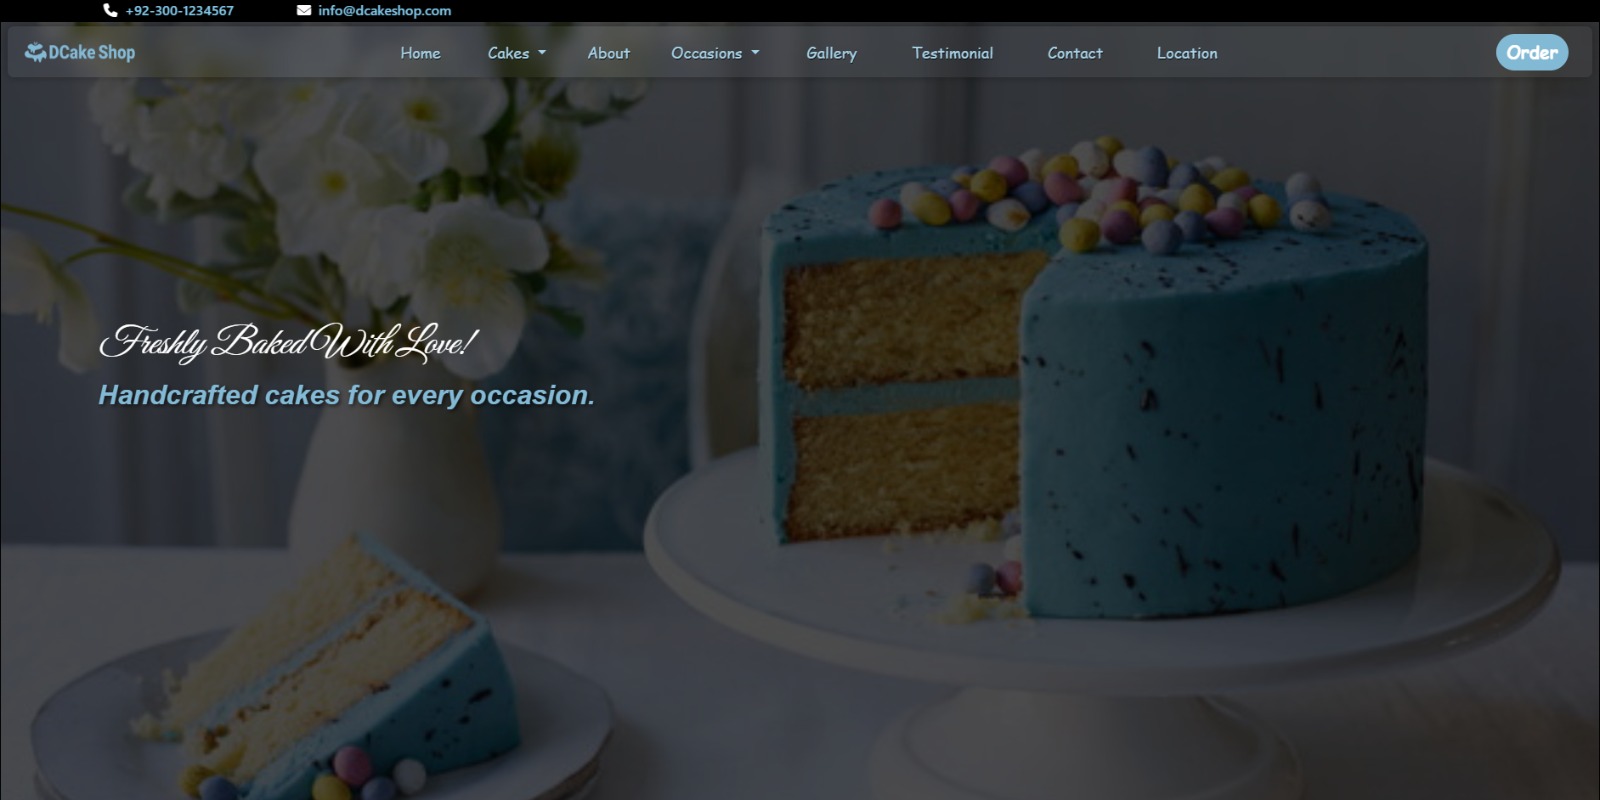 +92-300-1234567 info@dcakeshop.com
DCake Shop Home Cakes About Occasions Gallery Testimonial Contact Location Order
Freshly Baked With Love!
Handcrafted cakes for every occasion.